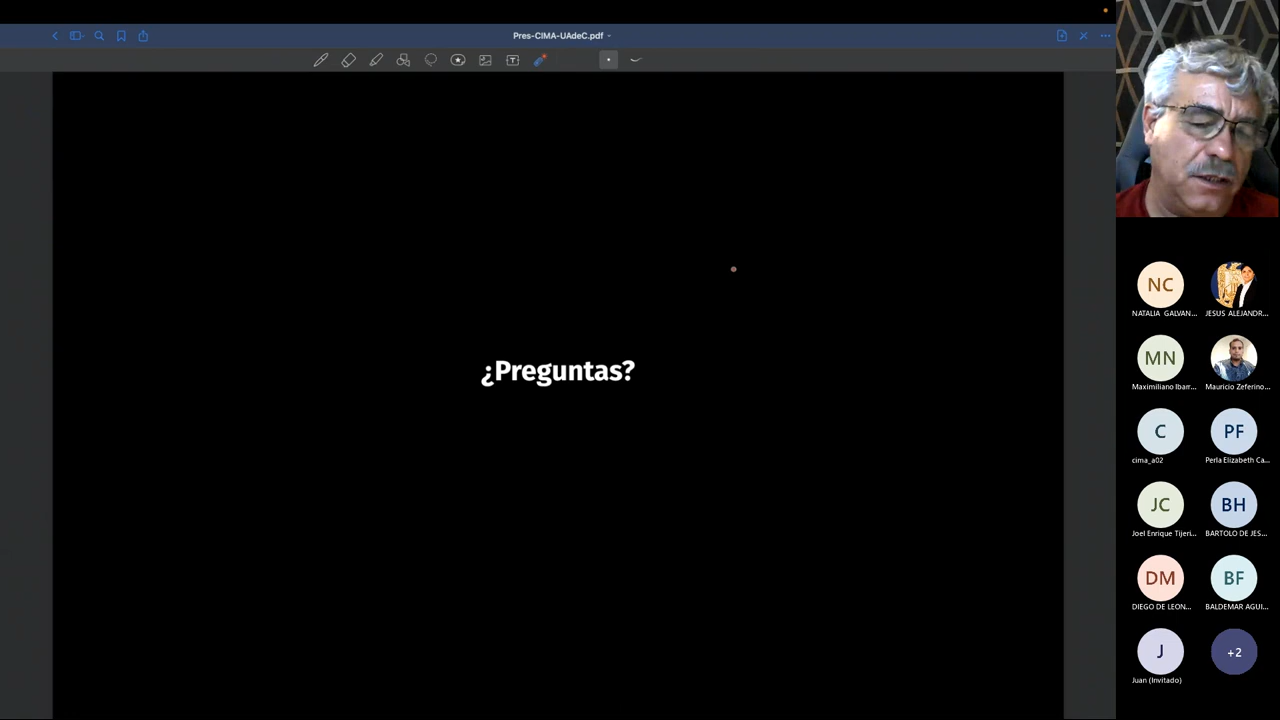 Pres-CIMA-UAdeC.pdf
T
¿Preguntas?
NC
NATALIA GALVAN...
JESUS ALEJANDR...
MN
Maximiliano Ibarr...
Mauricio Zeferino...
C
cima_a02
PF
Perla Elizabeth Ca...
JC
Joel Enrique Tijeri...
BH
BARTOLO DE JES...
DM
DIEGO DE LEON...
BF
BALDEMAR AGUI...
J
Juan (Invitado)
+2